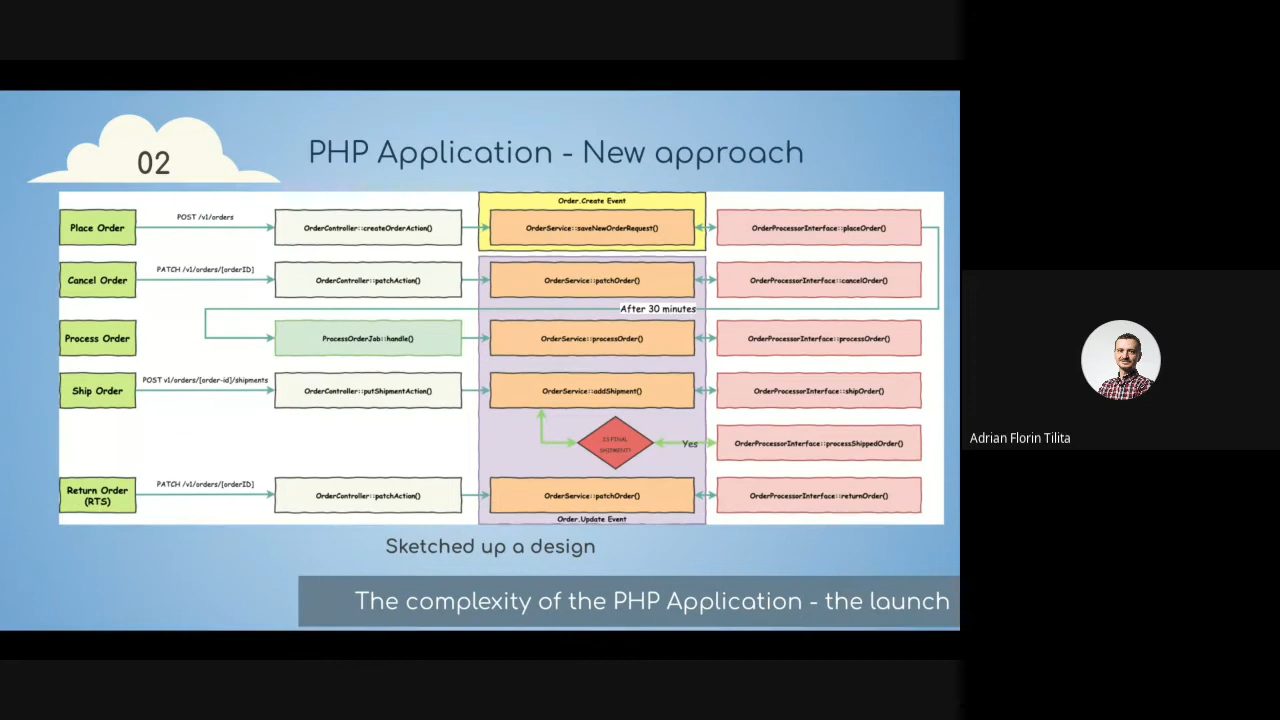 02
PHP Application - New approach
Order.Create Event
Place Order
POST /v1/orders
OrderController::createOrderAction()
OrderService::saveNewOrderRequest()
OrderProcessorInterface::placeOrder()
Cancel Order
PATCH /v1/orders/[orderID]
OrderController::patchAction()
OrderService::patchOrder()
OrderProcessorInterface::cancelOrder()
After 30 minutes
Process Order
ProcessOrderJob::handle()
OrderService::processOrder()
OrderProcessorInterface::processOrder()
Ship Order
POST v1/orders/[order-id]/shipments
OrderController::putShipmentAction()
OrderService::addShipment()
OrderProcessorInterface::shipOrder()
IS FINAL
SHIPMENT?
Yes
OrderProcessorInterface::processShippedOrder()
Return Order
(RTS)
PATCH /v1/orders/[orderID]
OrderController::patchAction()
OrderService::patchOrder()
OrderProcessorInterface::returnOrder()
Order.Update Event
Sketched up a design
The complexity of the PHP Application - the launch
Adrian Florin Tilita